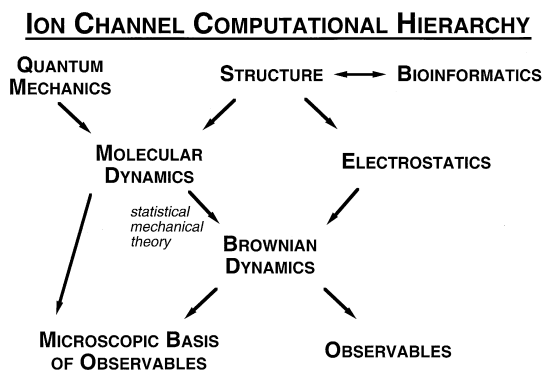 ION CHANNEL COMPUTATIONAL HIERARCHY
QUANTUM
MECHANICS
STRUCTURE
BIOINFORMATICS
MOLECULAR
DYNAMICS
ELECTROSTATICS
statistical
mechanical
theory
BROWNIAN
DYNAMICS
MICROSCOPIC BASIS
OF OBSERVABLES
OBSERVABLES